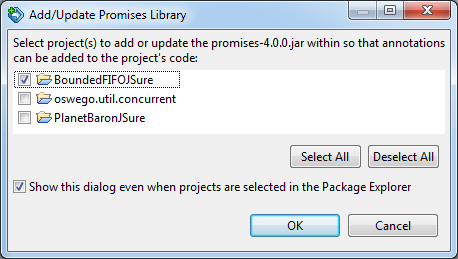 Add/Update Promises Library
Select project(s) to add or update the promises-4.0.0.jar within so that annotations
can be added to the project's code:
BoundedFIFOJSure
oswego.util.concurrent
PlanetBaronJSure
Select All
Deselect All
Show this dialog even when projects are selected in the Package Explorer
OK
Cancel